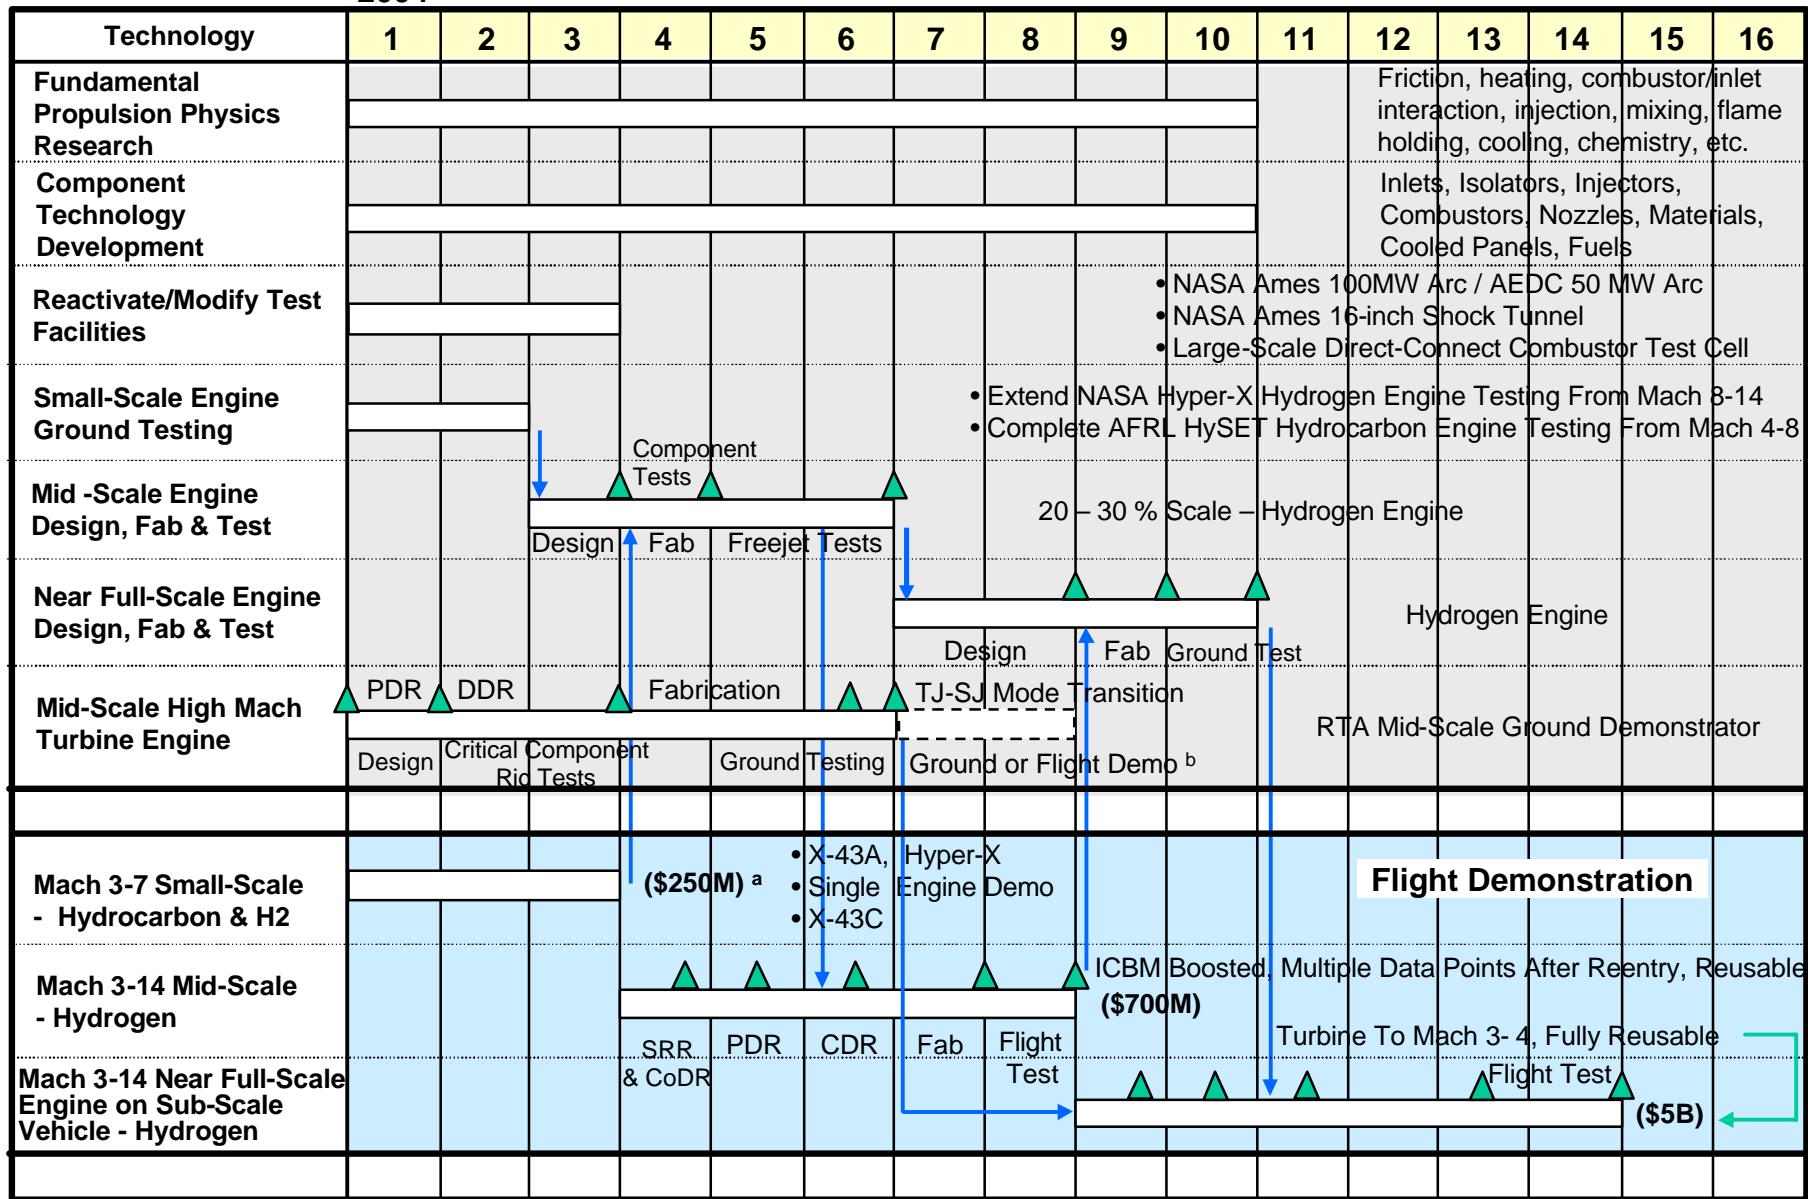 Technology 1 2 3 4 5 6 7 8 9 10 11 12 13 14 15 16
Fundamental
Propulsion Physics
Research
Friction, heating, combustor/inlet
interaction, injection, mixing, flame
holding, cooling, chemistry, etc.
Component
Technology
Development
Inlets, Isolators, Injectors,
Combustors, Nozzles, Materials,
Cooled Panels, Fuels
Reactivate/Modify Test
Facilities
• NASA Ames 100MW Arc / AEDC 50 MW Arc
• NASA Ames 16-inch Shock Tunnel
• Large-Scale Direct-Connect Combustor Test Cell
Small-Scale Engine
Ground Testing
• Extend NASA Hyper-X Hydrogen Engine Testing From Mach 8-14
• Complete AFRL HySET Hydrocarbon Engine Testing From Mach 4-8
Mid -Scale Engine
Design, Fab & Test
Component
Tests
Design Fab Freejet Tests
20 – 30 % Scale – Hydrogen Engine
Near Full-Scale Engine
Design, Fab & Test
Design Fab Ground Test
Hydrogen Engine
Mid-Scale High Mach
Turbine Engine
PDR DDR Fabrication TJ-SJ Mode Transition
Design Critical Component
Rig Tests
Ground Testing Ground or Flight Demo b
RTA Mid-Scale Ground Demonstrator
Mach 3-7 Small-Scale
- Hydrocarbon & H2
($250M) a
• X-43A, Hyper-X
• Single Engine Demo
• X-43C
Flight Demonstration
Mach 3-14 Mid-Scale
- Hydrogen
ICBM Boosted, Multiple Data Points After Reentry, Reusable
($700M)
SRR
& CoDR
PDR CDR Fab Flight
Test
Turbine To Mach 3- 4, Fully Reusable
Mach 3-14 Near Full-Scale
Engine on Sub-Scale
Vehicle - Hydrogen
Flight Test
($5B)